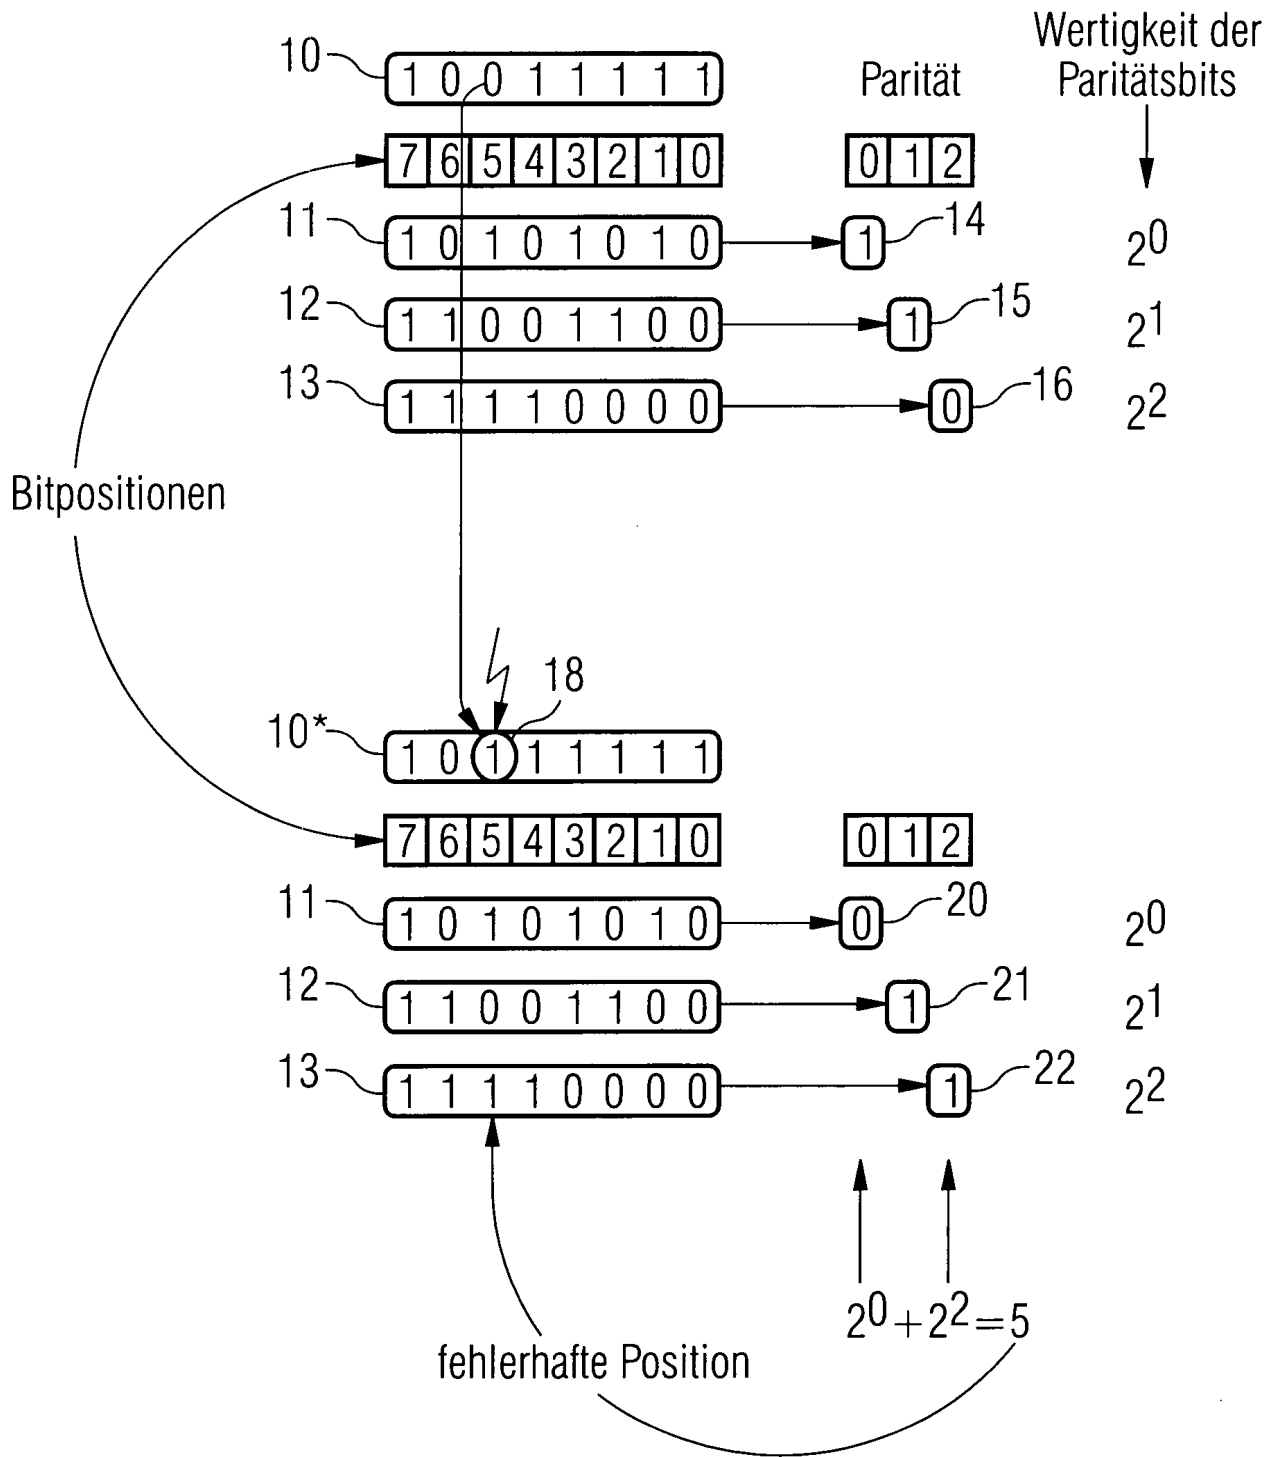 Wertigkeit der
Paritätsbits
Parität
10
1 0 0 1 1 1 1 1
7 6 5 4 3 2 1 0
0 1 2
11
1 0 1 0 1 0 1 0
1
14
2^0
12
1 1 0 0 1 1 0 0
1
15
2^1
13
1 1 1 1 0 0 0 0
0
16
2^2
Bitpositionen
18
10*
1 0 1 1 1 1 1 1
7 6 5 4 3 2 1 0
0 1 2
11
1 0 1 0 1 0 1 0
0
20
2^0
12
1 1 0 0 1 1 0 0
1
21
2^1
13
1 1 1 1 0 0 0 0
1
22
2^2
2^0+2^2=5
fehlerhafte Position